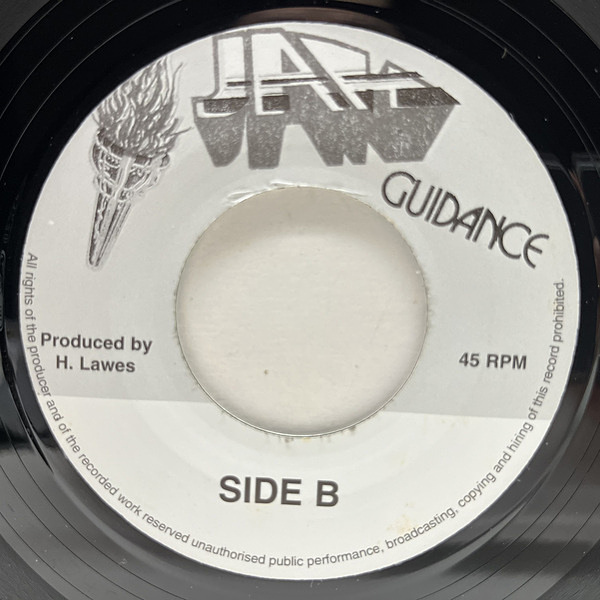 JAH
GUIDANCE
Produced by
H. Lawes
45 RPM
SIDE B
All rights of the producer and of the recorded work reserved unauthorised public performance, broadcasting, copying and hiring of this record prohibited.